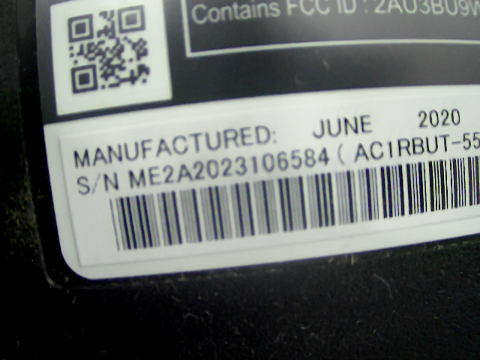 Contains FCC ID : 2AU3BU9W
MANUFACTURED: JUNE 2020
S/N ME2A2023106584 ( AC1RBUT-55